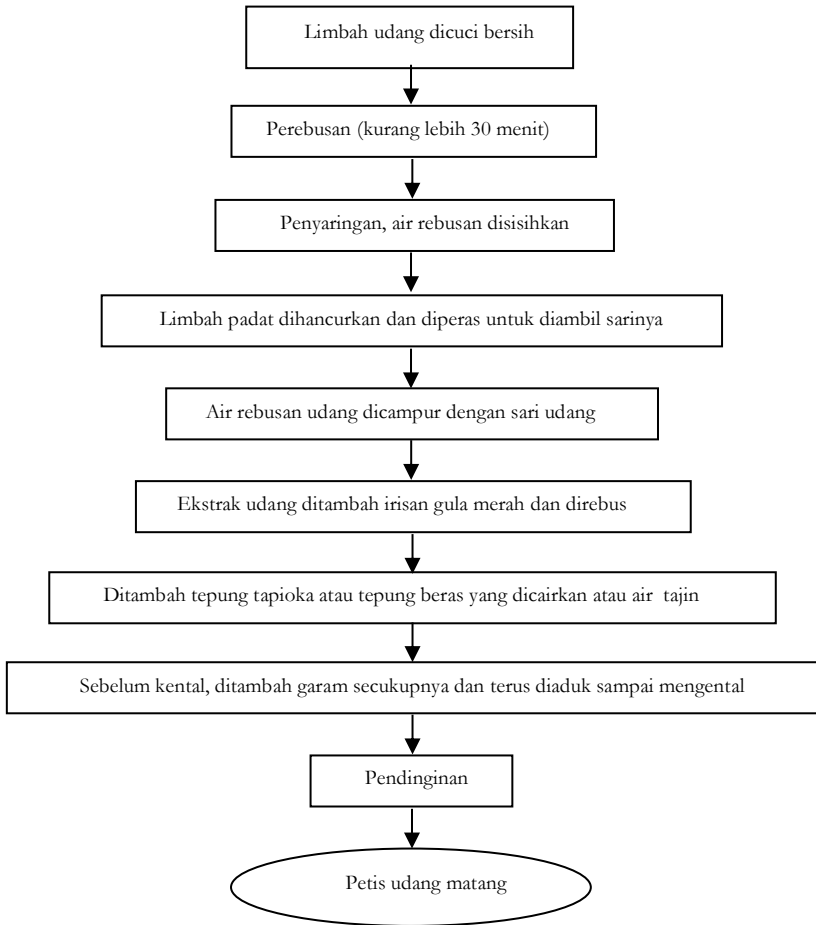 Limbah udang dicuci bersih
Perebusan (kurang lebih 30 menit)
Penyaringan, air rebusan disisihkan
Limbah padat dihancurkan dan diperas untuk diambil sarinya
Air rebusan udang dicampur dengan sari udang
Ekstrak udang ditambah irisan gula merah dan direbus
Ditambah tepung tapioka atau tepung beras yang dicairkan atau air tajin
Sebelum kental, ditambah garam secukupnya dan terus diaduk sampai mengental
Pendinginan
Petis udang matang